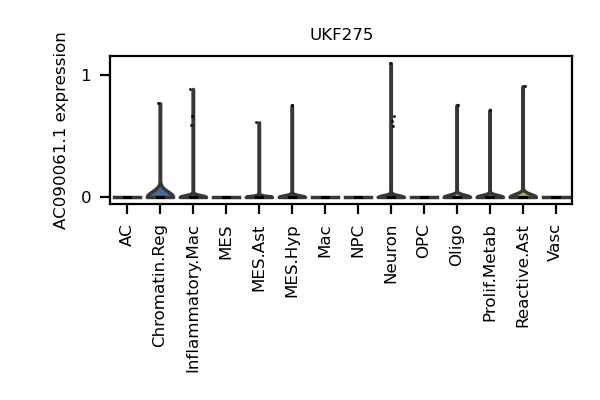 UKF275
AC090061.1 expression
1
0
AC
Chromatin.Reg
Inflammatory.Mac
MES
MES.Ast
MES.Hyp
Mac
NPC
Neuron
OPC
Oligo
Prolif.Metab
Reactive.Ast
Vasc